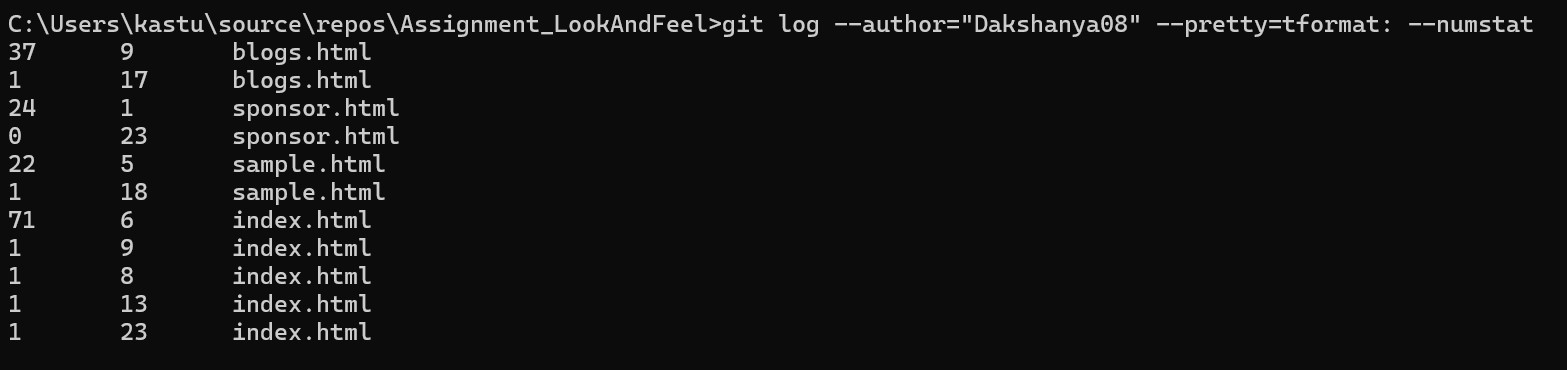 C:\Users\kastu\source\repos\Assignment_LookAndFeel>git log --author="Dakshanya08" --pretty=tformat: --numstat
37 9 blogs.html
1 17 blogs.html
24 1 sponsor.html
0 23 sponsor.html
22 5 sample.html
1 18 sample.html
71 6 index.html
1 9 index.html
1 8 index.html
1 13 index.html
1 23 index.html